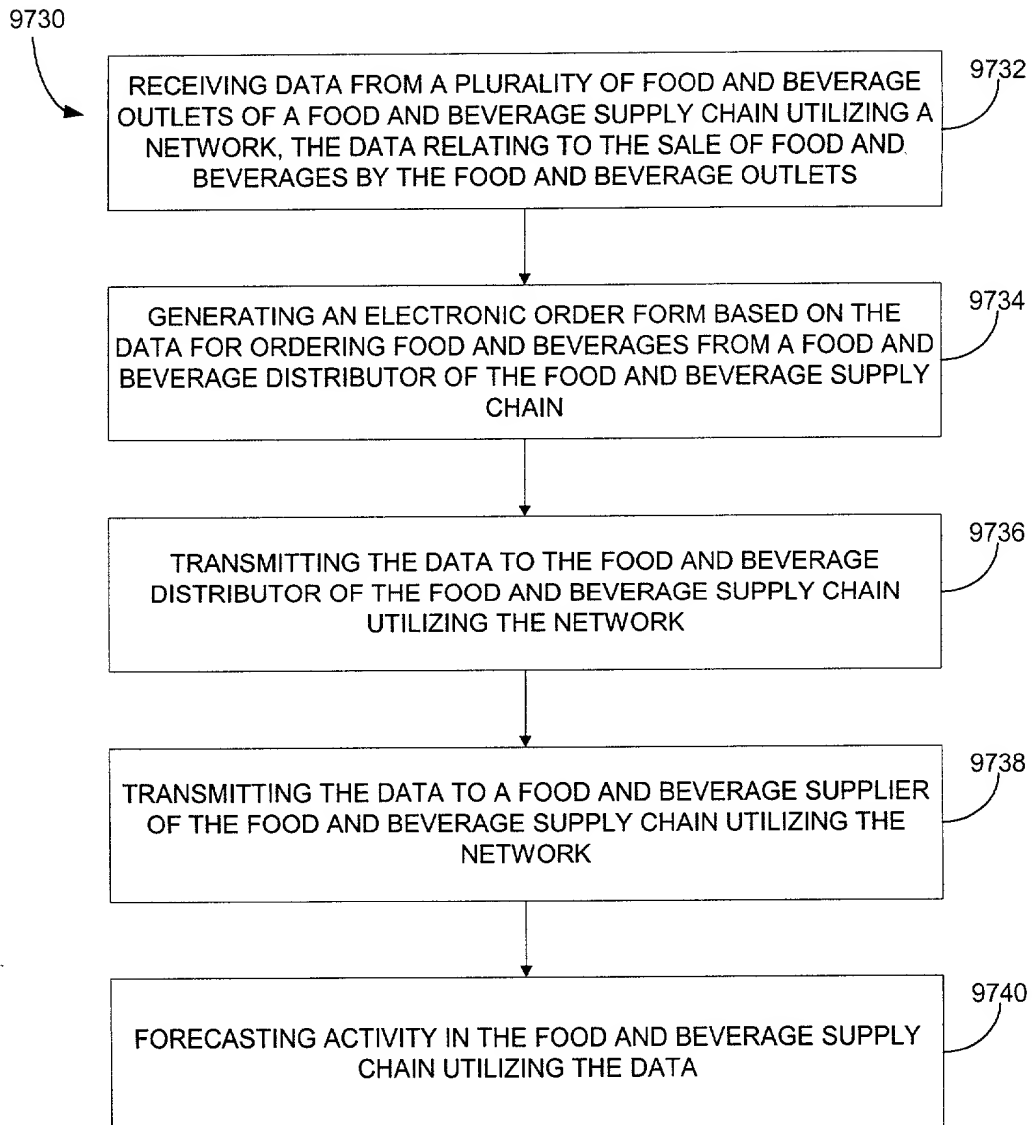 9730
RECEIVING DATA FROM A PLURALITY OF FOOD AND BEVERAGE
OUTLETS OF A FOOD AND BEVERAGE SUPPLY CHAIN UTILIZING A
NETWORK, THE DATA RELATING TO THE SALE OF FOOD AND
BEVERAGES BY THE FOOD AND BEVERAGE OUTLETS
9732
GENERATING AN ELECTRONIC ORDER FORM BASED ON THE
DATA FOR ORDERING FOOD AND BEVERAGES FROM A FOOD AND
BEVERAGE DISTRIBUTOR OF THE FOOD AND BEVERAGE SUPPLY
CHAIN
9734
TRANSMITTING THE DATA TO THE FOOD AND BEVERAGE
DISTRIBUTOR OF THE FOOD AND BEVERAGE SUPPLY CHAIN
UTILIZING THE NETWORK
9736
TRANSMITTING THE DATA TO A FOOD AND BEVERAGE SUPPLIER
OF THE FOOD AND BEVERAGE SUPPLY CHAIN UTILIZING THE
NETWORK
9738
FORECASTING ACTIVITY IN THE FOOD AND BEVERAGE SUPPLY
CHAIN UTILIZING THE DATA
9740